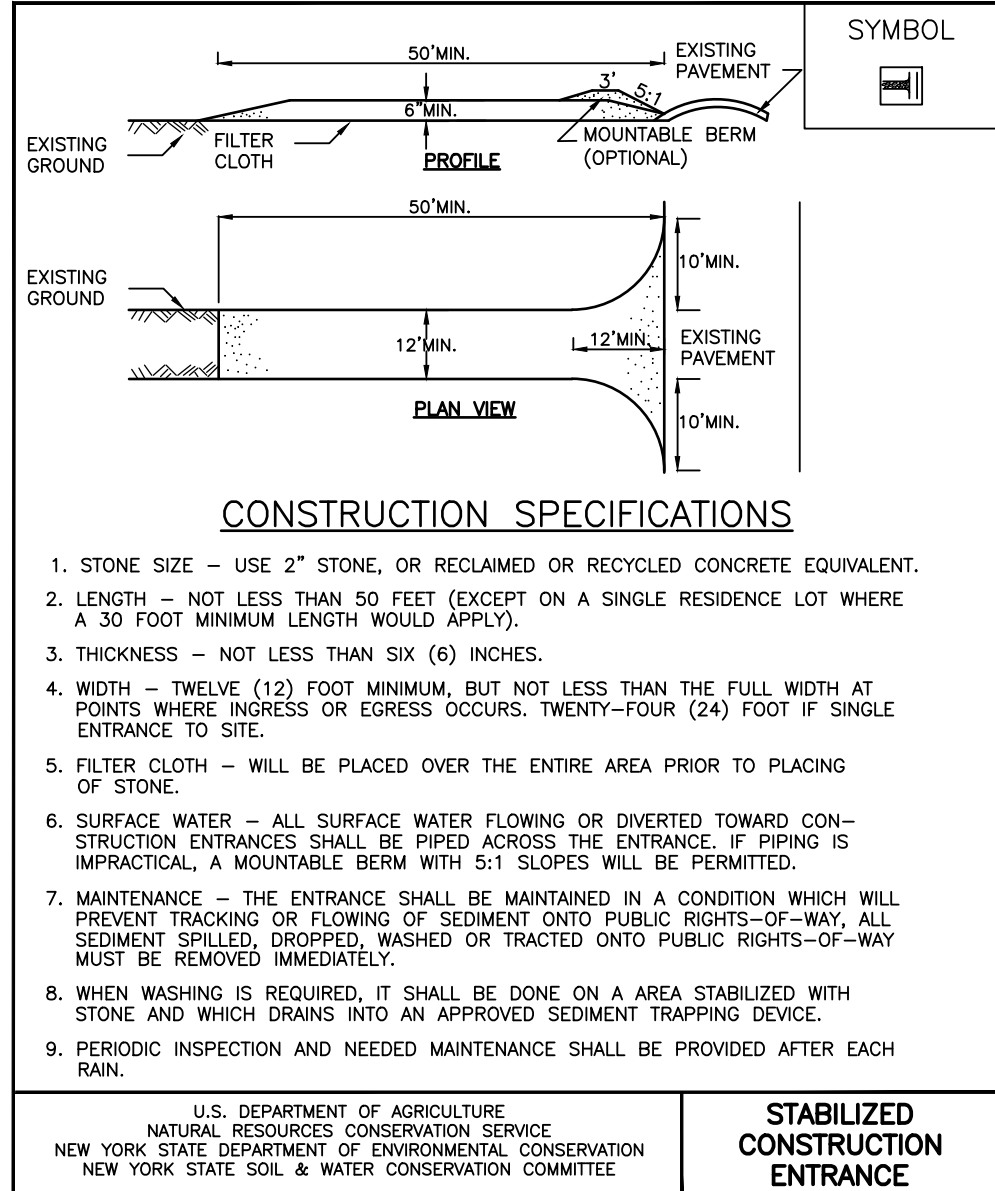 SYMBOL
50'MIN.
EXISTING
PAVEMENT
3'
5:1
6"MIN.
EXISTING
GROUND
FILTER
CLOTH
PROFILE
MOUNTABLE BERM
(OPTIONAL)
50'MIN.
EXISTING
GROUND
10'MIN.
12'MIN.
12'MIN.
EXISTING
PAVEMENT
PLAN VIEW
10'MIN.
CONSTRUCTION SPECIFICATIONS
1. STONE SIZE – USE 2" STONE, OR RECLAIMED OR RECYCLED CONCRETE EQUIVALENT.
2. LENGTH – NOT LESS THAN 50 FEET (EXCEPT ON A SINGLE RESIDENCE LOT WHERE
A 30 FOOT MINIMUM LENGTH WOULD APPLY).
3. THICKNESS – NOT LESS THAN SIX (6) INCHES.
4. WIDTH – TWELVE (12) FOOT MINIMUM, BUT NOT LESS THAN THE FULL WIDTH AT
POINTS WHERE INGRESS OR EGRESS OCCURS. TWENTY–FOUR (24) FOOT IF SINGLE
ENTRANCE TO SITE.
5. FILTER CLOTH – WILL BE PLACED OVER THE ENTIRE AREA PRIOR TO PLACING
OF STONE.
6. SURFACE WATER – ALL SURFACE WATER FLOWING OR DIVERTED TOWARD CON–
STRUCTION ENTRANCES SHALL BE PIPED ACROSS THE ENTRANCE. IF PIPING IS
IMPRACTICAL, A MOUNTABLE BERM WITH 5:1 SLOPES WILL BE PERMITTED.
7. MAINTENANCE – THE ENTRANCE SHALL BE MAINTAINED IN A CONDITION WHICH WILL
PREVENT TRACKING OR FLOWING OF SEDIMENT ONTO PUBLIC RIGHTS–OF–WAY, ALL
SEDIMENT SPILLED, DROPPED, WASHED OR TRACTED ONTO PUBLIC RIGHTS–OF–WAY
MUST BE REMOVED IMMEDIATELY.
8. WHEN WASHING IS REQUIRED, IT SHALL BE DONE ON A AREA STABILIZED WITH
STONE AND WHICH DRAINS INTO AN APPROVED SEDIMENT TRAPPING DEVICE.
9. PERIODIC INSPECTION AND NEEDED MAINTENANCE SHALL BE PROVIDED AFTER EACH
RAIN.
U.S. DEPARTMENT OF AGRICULTURE
NATURAL RESOURCES CONSERVATION SERVICE
NEW YORK STATE DEPARTMENT OF ENVIRONMENTAL CONSERVATION
NEW YORK STATE SOIL & WATER CONSERVATION COMMITTEE
STABILIZED
CONSTRUCTION
ENTRANCE